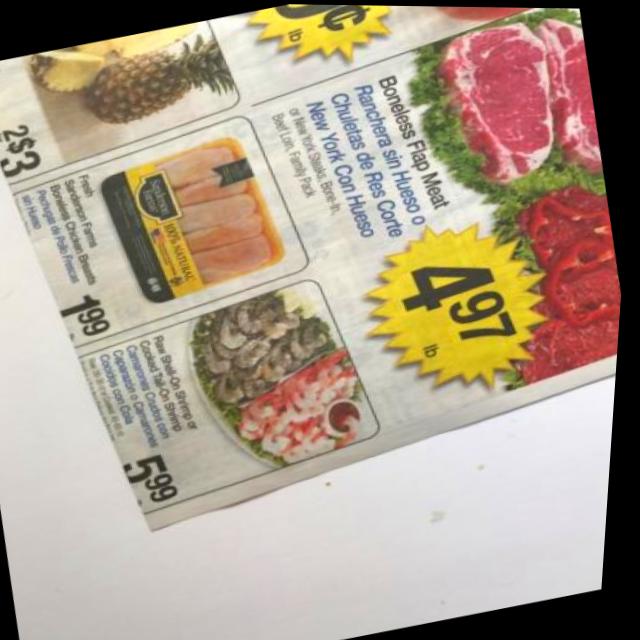 ¢
lb
2$3
Boneless Flap Meat
Ranchera sin Hueso o
Chuletas de Res Corte
New York Con Hueso
or New York Steaks, Bone-In,
Beef Loin, Family Pack
4 97
lb
Fresh
Sanderson Farms
Boneless Chicken Breasts
Pechugas de Pollo Frescas
sin Hueso
1 99
100% NATURAL
Raw Shell-On Shrimp or
Cooked Tail-On Shrimp
Camarones Crudos con
Caparazón o Camarones
Cocidos con Cola
5 99